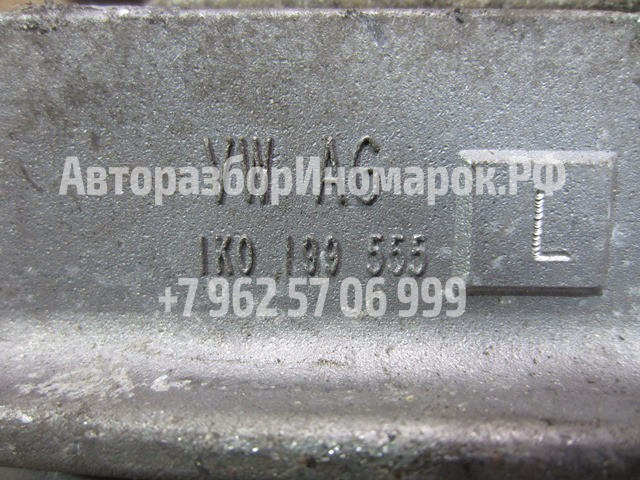 VW AG
АвторазборИномарок.РФ
L
1K0 199 555
+7 962 57 06 999